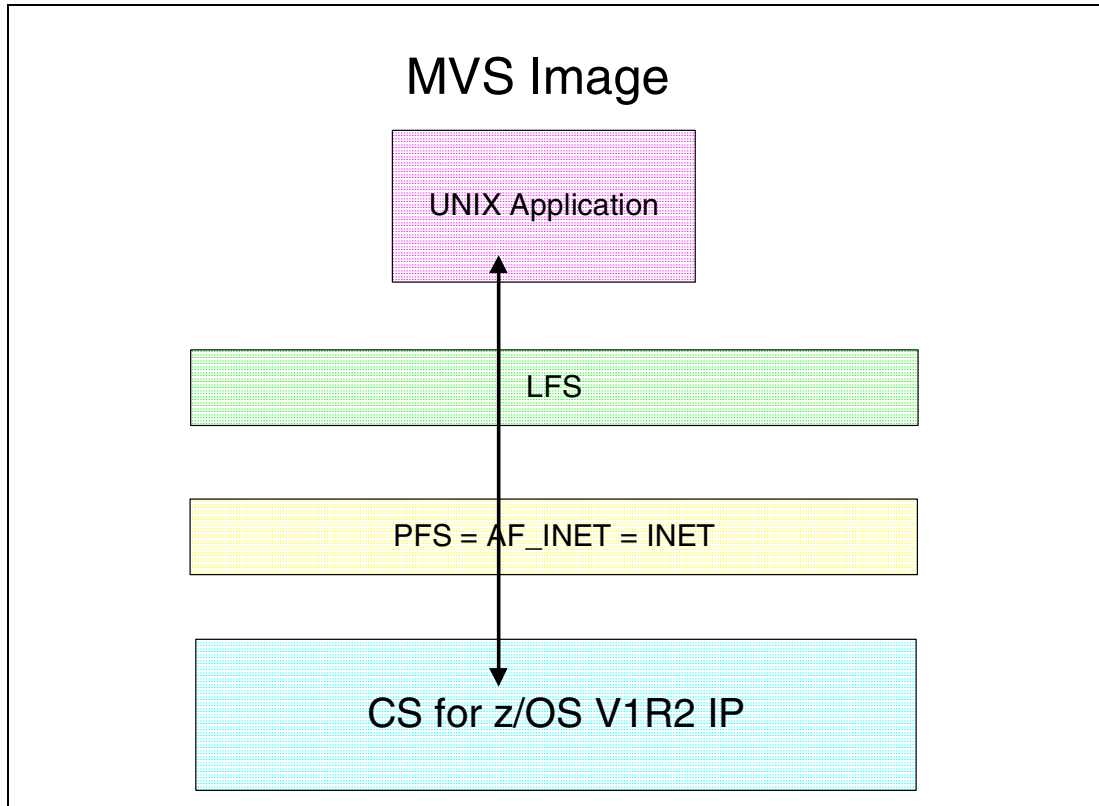 MVS Image
UNIX Application
LFS
PFS = AF_INET = INET
CS for z/OS V1R2 IP